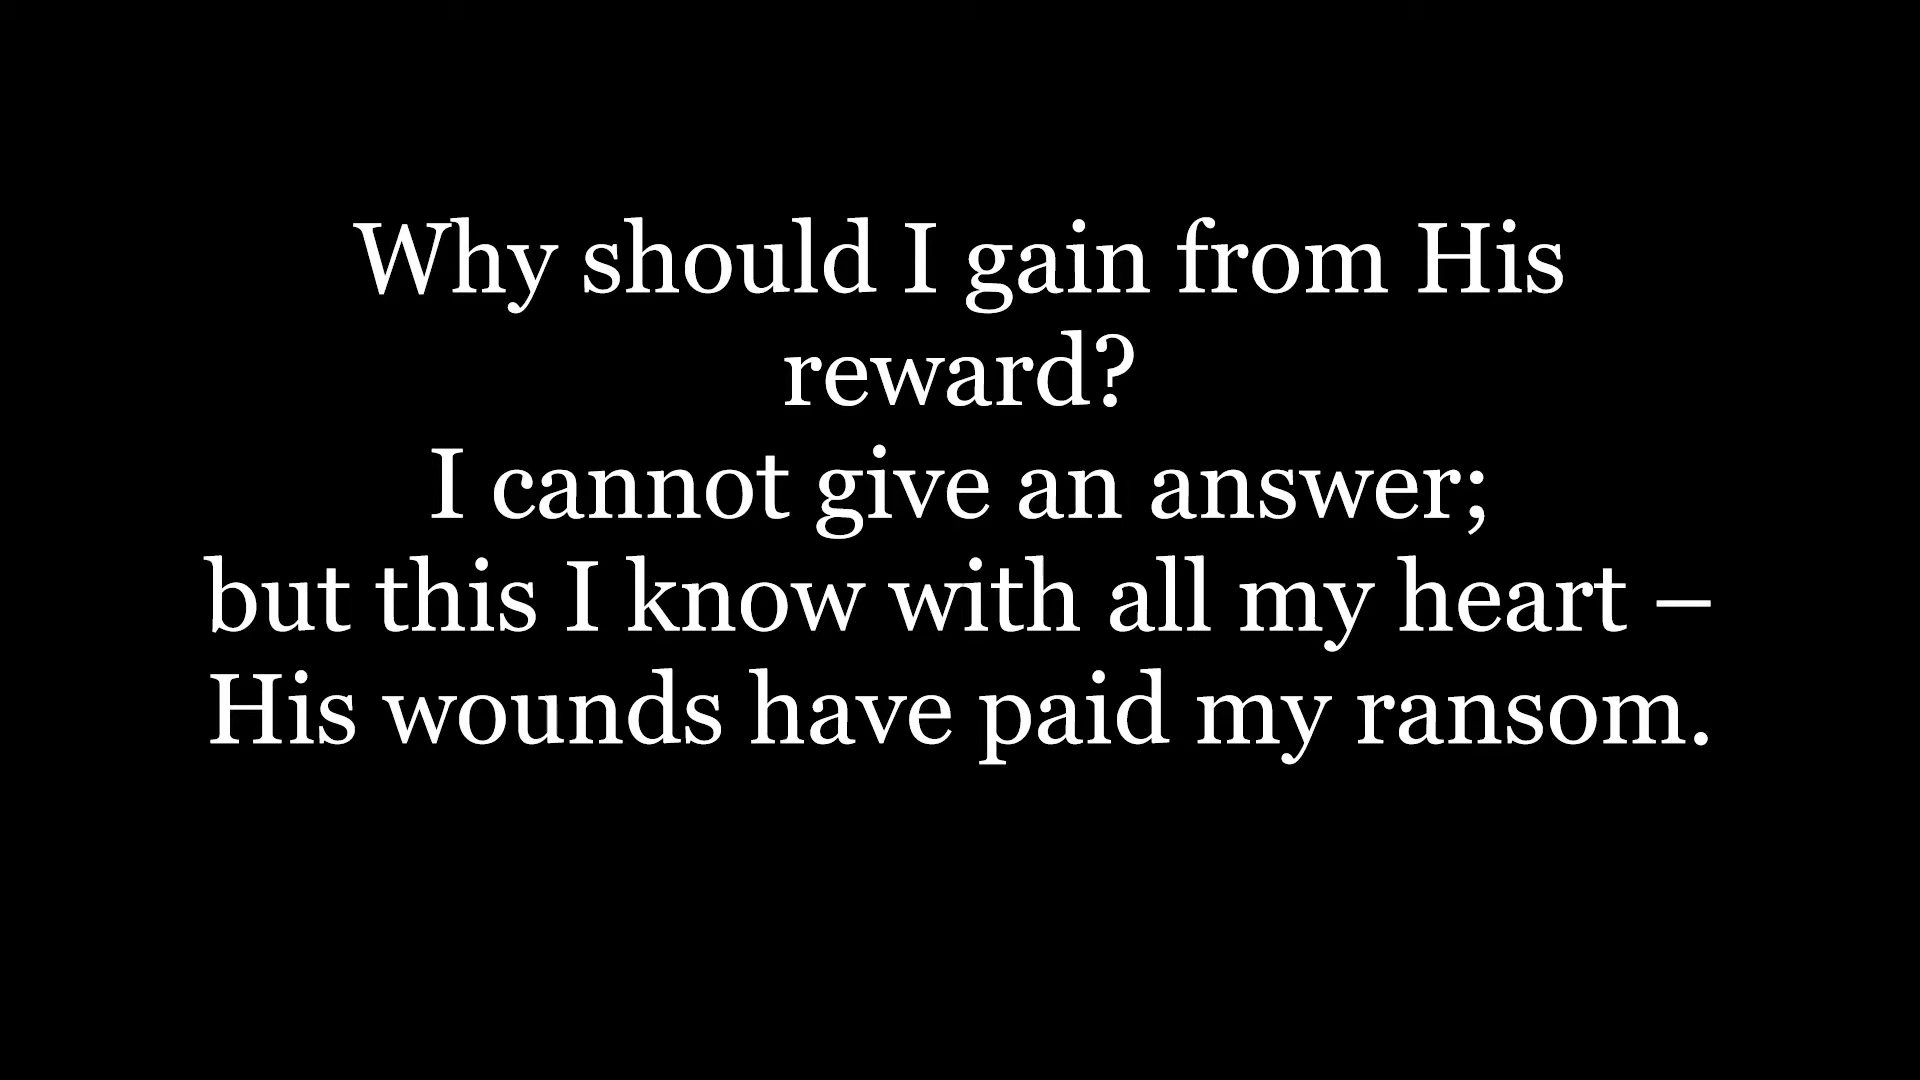 Why should I gain from His
reward?
I cannot give an answer;
but this I know with all my heart –
His wounds have paid my ransom.